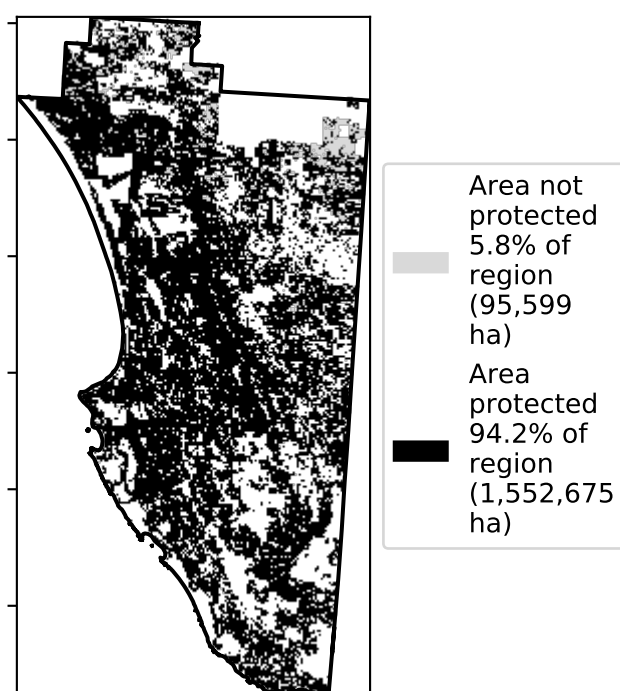 Area not
protected
5.8% of
region
(95,599
ha)
Area
protected
94.2% of
region
(1,552,675
ha)